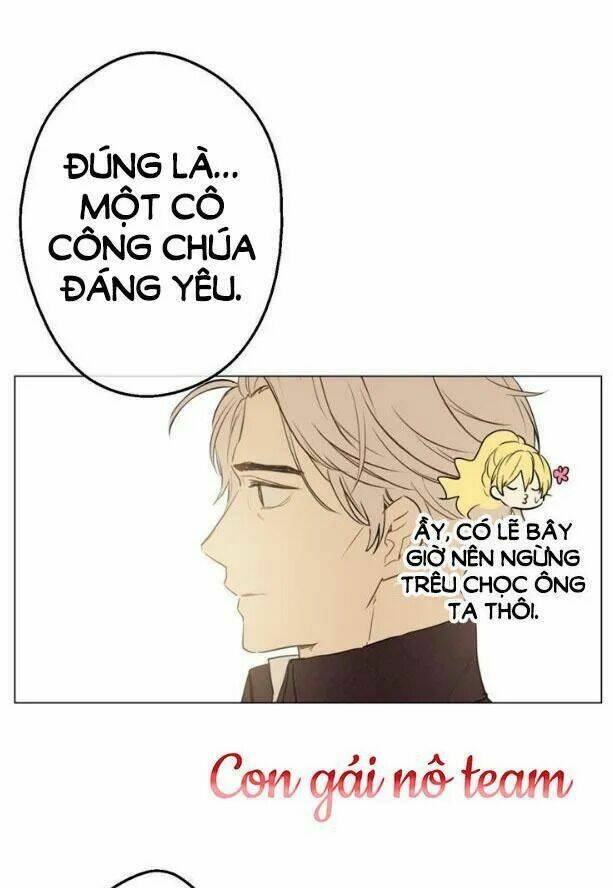 ĐÚNG LÀ...
MỘT CÔ
CÔNG CHÚA
ĐÁNG YÊU.
ẦY, CÓ LẼ BÂY
GIỜ NÊN NGỪNG
TRÊU CHỌC ÔNG
TA THÔI.
Con gái nô team